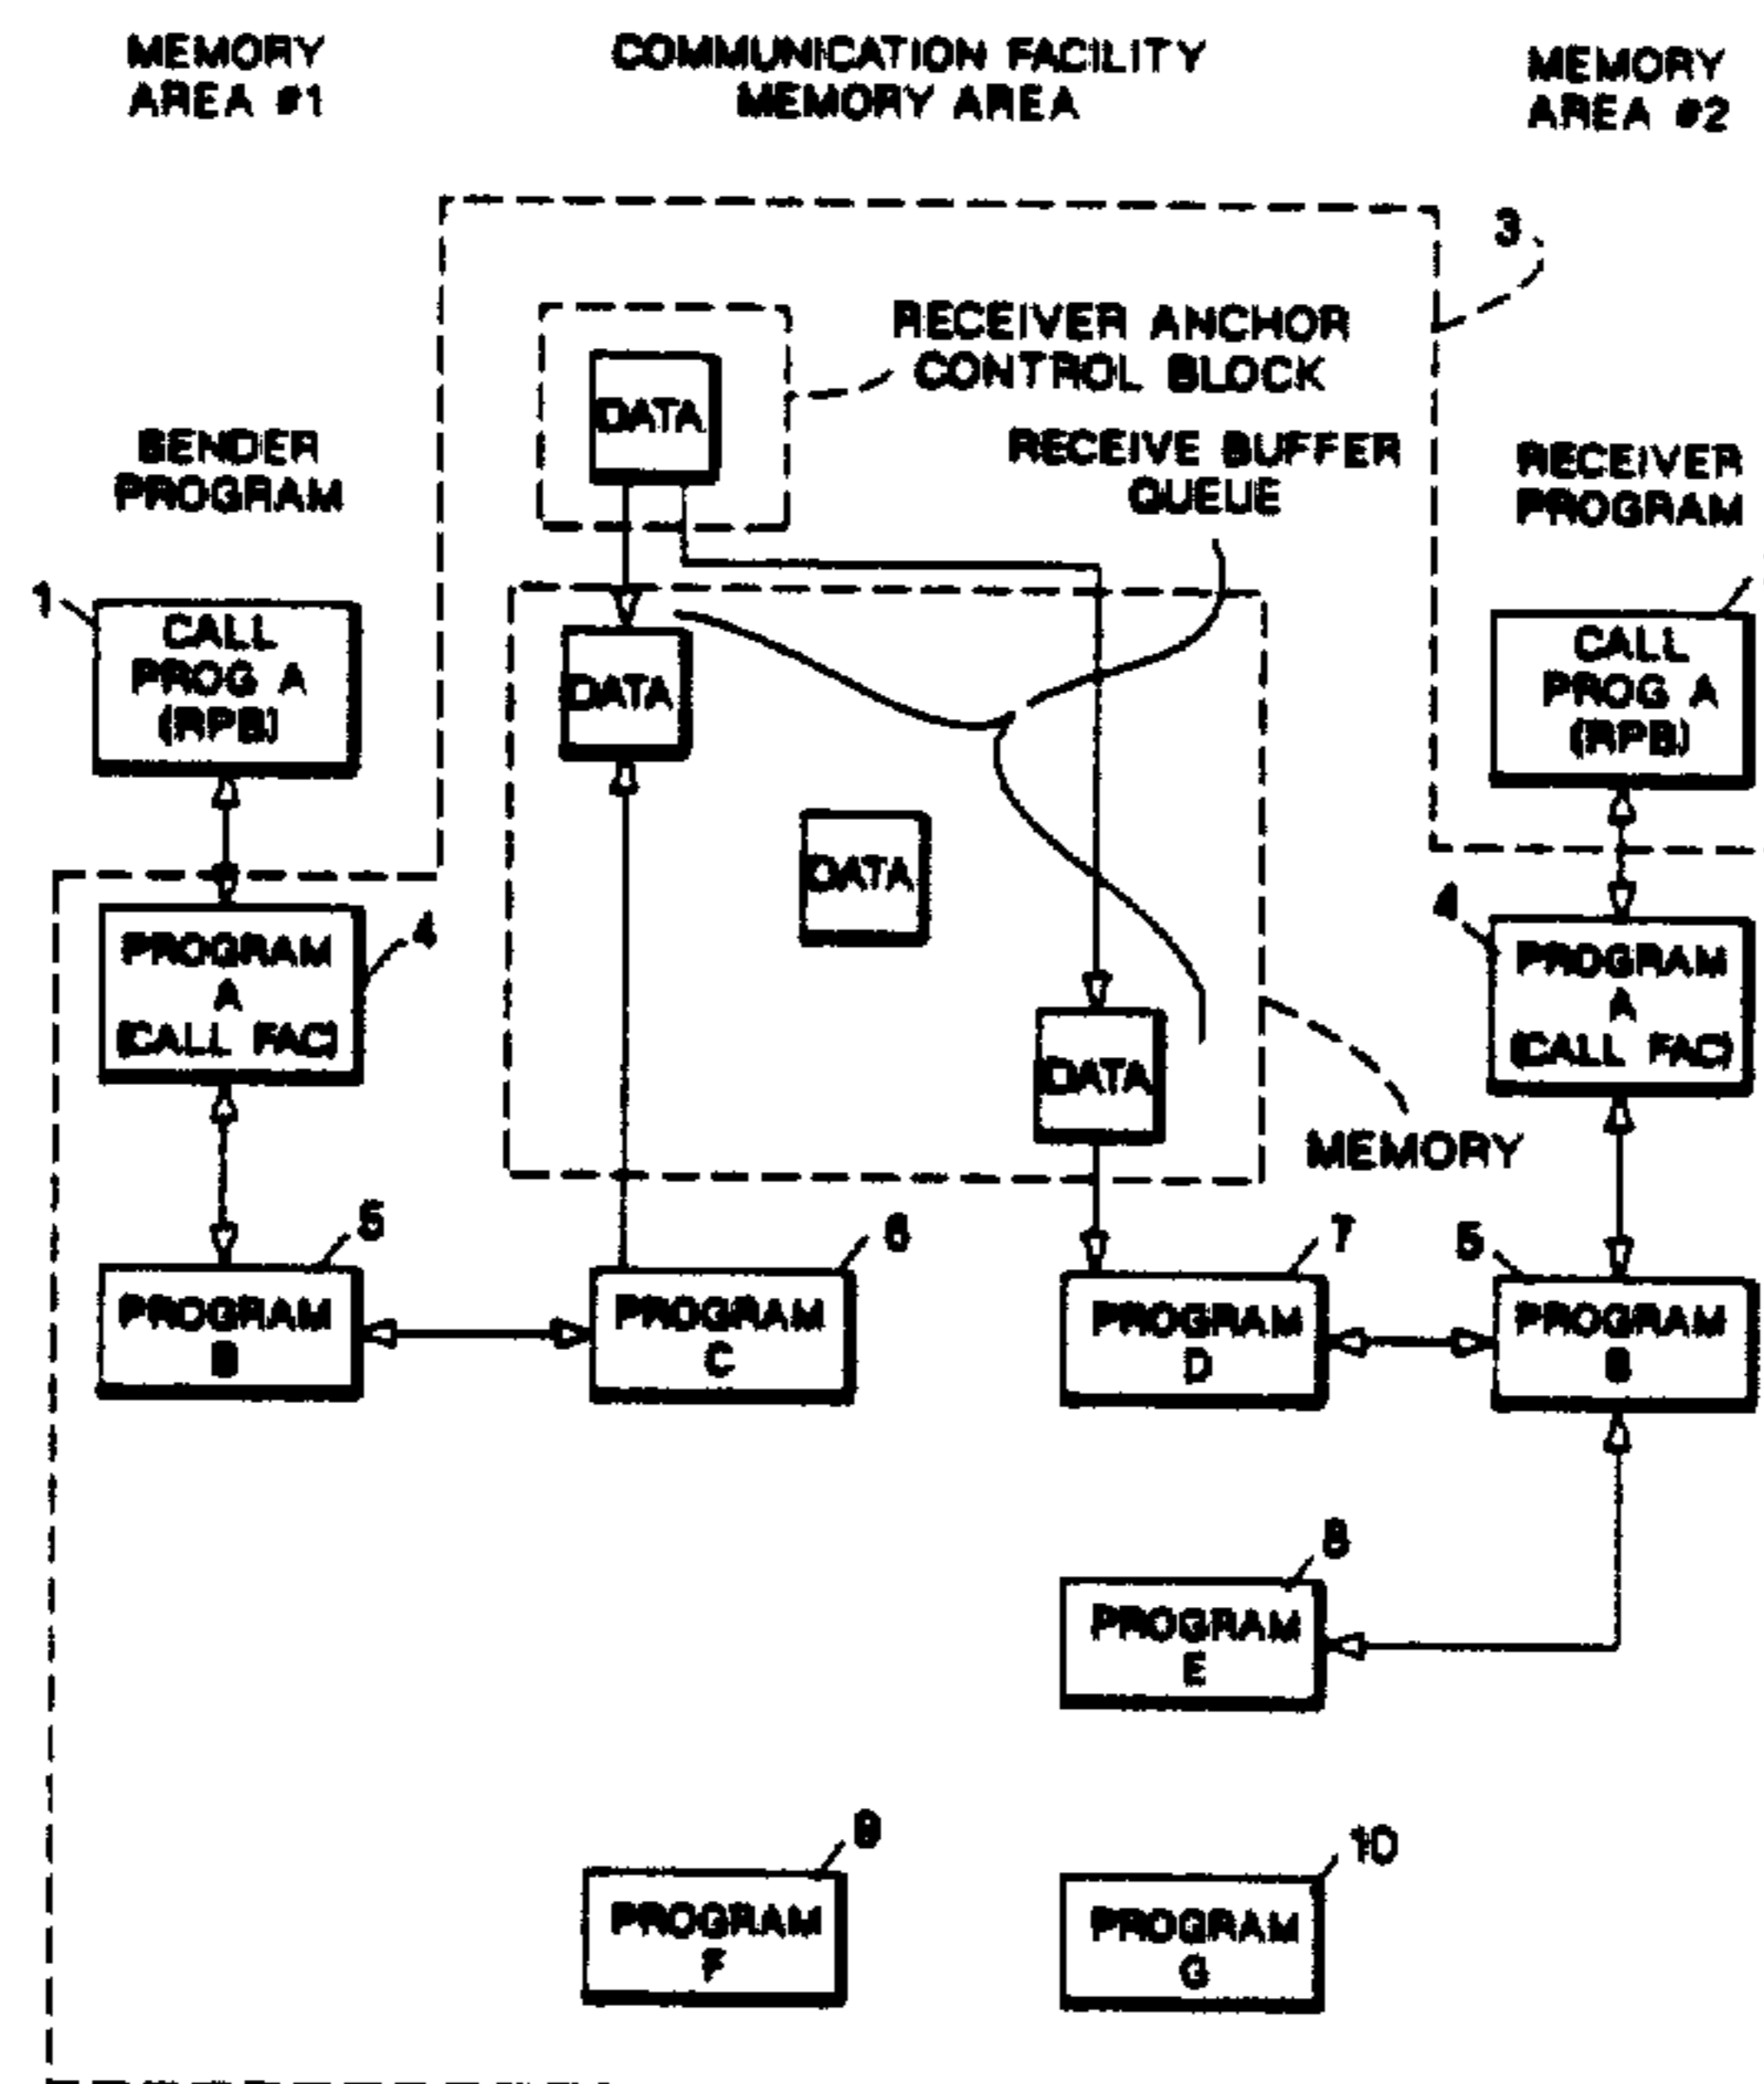 MEMORY
AREA #1
COMMUNICATION FACILITY
MEMORY AREA
MEMORY
AREA #2
3
RECEIVER ANCHOR
CONTROL BLOCK
DATA
SENDER
PROGRAM
RECEIVE BUFFER
QUEUE
RECEIVER
PROGRAM
1
CALL
PROG A
(RPB)
DATA
CALL
PROG A
(RPB)
DATA
4
PROGRAM
A
(CALL FAC)
4
PROGRAM
A
(CALL FAC)
DATA
MEMORY
5
PROGRAM
B
6
PROGRAM
C
7
PROGRAM
D
5
PROGRAM
B
8
PROGRAM
E
9
PROGRAM
F
10
PROGRAM
G